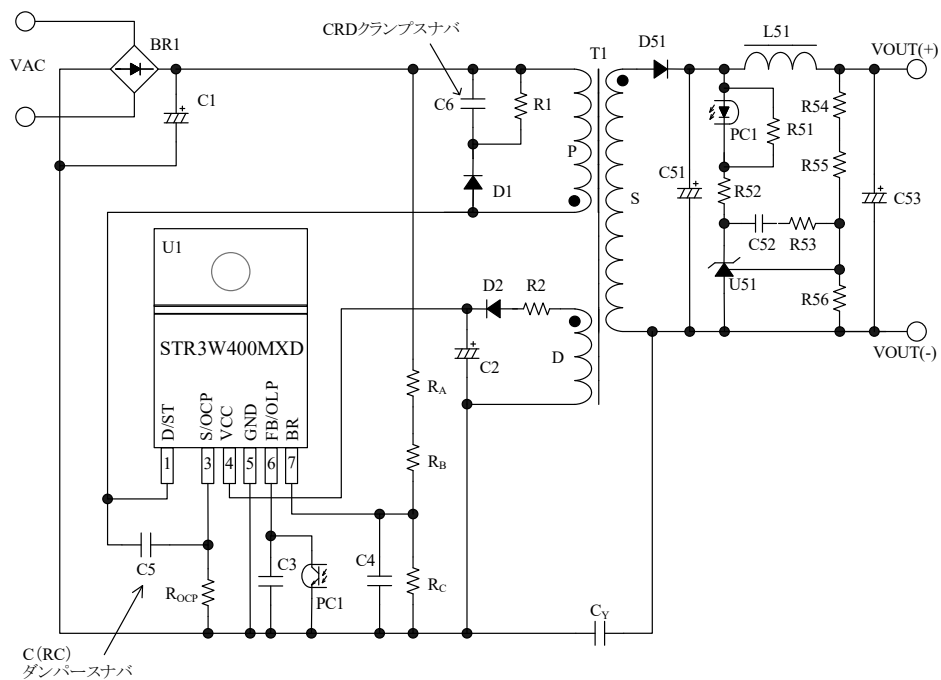 CRDクランプスナバ
VAC
BR1
C1
C6
R1
D1
P
T1
D51
L51
VOUT(+)
PC1
R51
R52
R54
R55
C51
S
C52
R53
C53
U51
R56
VOUT(-)
U1
STR3W400MXD
D/ST
S/OCP
VCC
GND
FB/OLP
BR
1
3
4
5
6
7
D2
R2
C2
D
RA
RB
C5
ROCP
C3
PC1
C4
RC
CY
C(RC)
ダンパースナバ